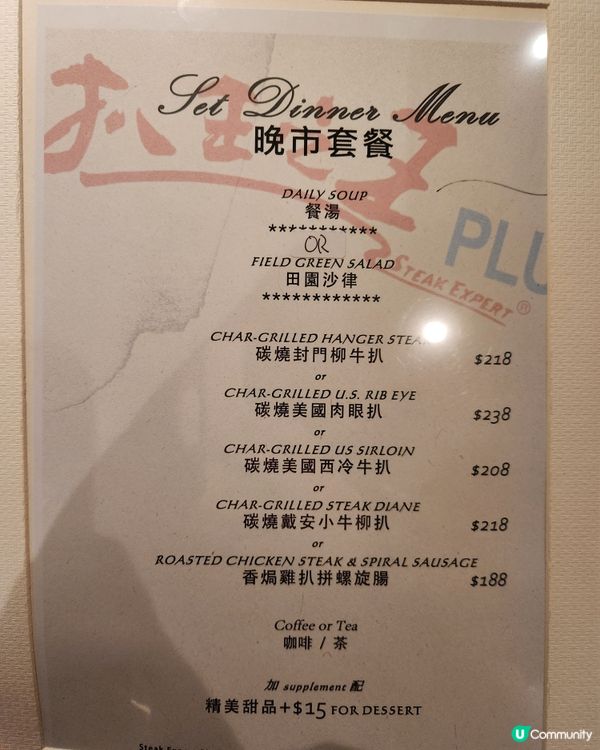 Set Dinner Menu
晚市套餐
DAILY SOUP
餐湯
***********
OR
FIELD GREEN SALAD
田園沙律
************
PLU
STEAK EXPERT®
CHAR-GRILLED HANGER STEA
碳燒封門柳牛扒 $218
or
CHAR-GRILLED U.S. RIB EYE
碳燒美國肉眼扒 $238
or
CHAR-GRILLED US SIRLOIN
碳燒美國西冷牛扒 $208
or
CHAR-GRILLED STEAK DIANE
碳燒戴安小牛柳扒 $218
or
ROASTED CHICKEN STEAK & SPIRAL SAUSAGE
香焗雞扒拼螺旋腸 $188
Coffee or Tea
咖啡 / 茶
加 supplement 配
精美甜品+$15 FOR DESSERT
U Community